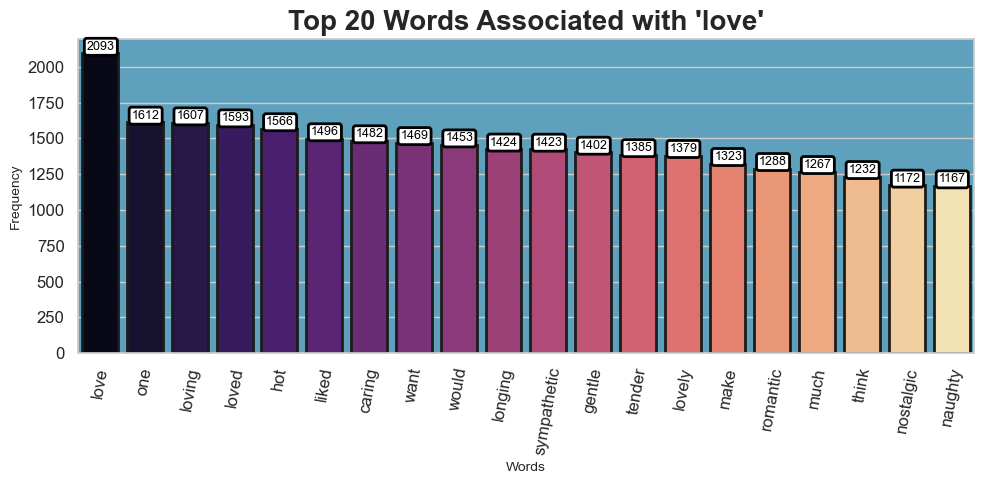 Top 20 Words Associated with 'love'
2093
1612
1607
1593
1566
1496
1482
1469
1453
1424
1423
1402
1385
1379
1323
1288
1267
1232
1172
1167
2000
1750
1500
1250
1000
750
500
250
0
Frequency
love
one
loving
loved
hot
liked
caring
want
would
longing
sympathetic
gentle
tender
lovely
make
romantic
much
think
nostalgic
naughty
Words